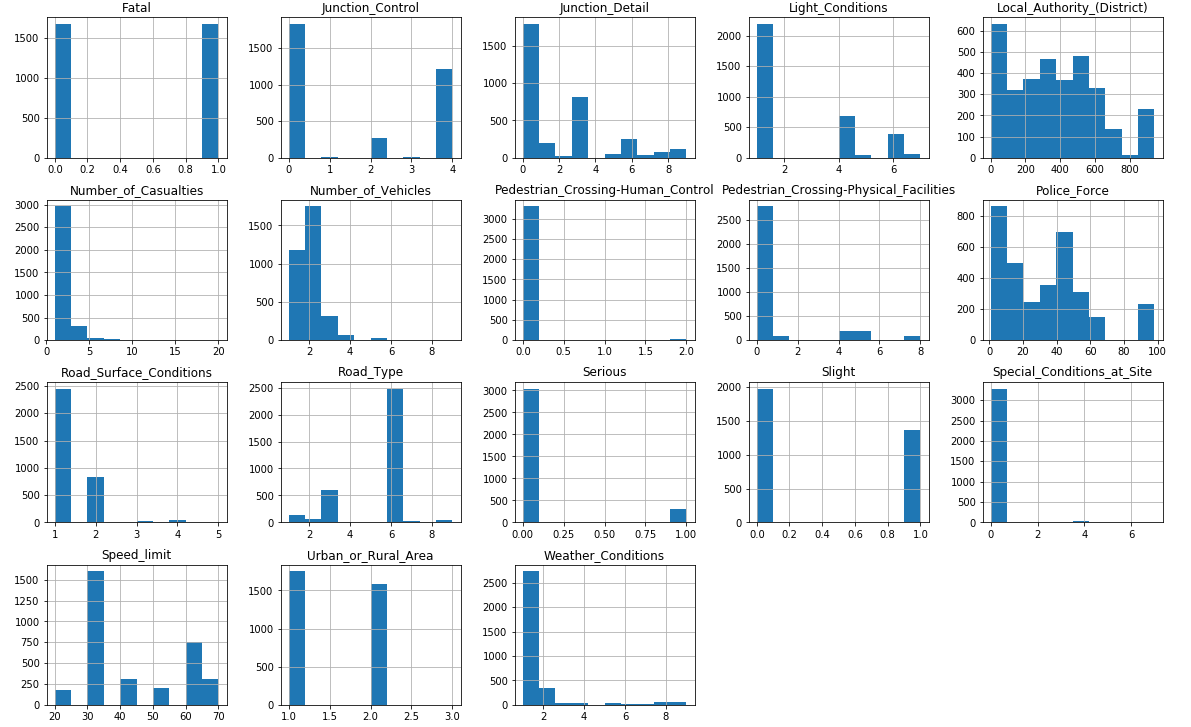 Fatal
1500
1000
500
0
0.0 0.2 0.4 0.6 0.8 1.0
Junction_Control
1500
1000
500
0
0 1 2 3 4
Junction_Detail
1500
1000
500
0
0 2 4 6 8
Light_Conditions
2000
1500
1000
500
0
2 4 6
Local_Authority_(District)
600
500
400
300
200
100
0
0 200 400 600 800
Number_of_Casualties
3000
2500
2000
1500
1000
500
0
0 5 10 15 20
Number_of_Vehicles
1500
1000
500
0
2 4 6 8
Pedestrian_Crossing-Human_Control
3000
2500
2000
1500
1000
500
0
0.0 0.5 1.0 1.5 2.0
Pedestrian_Crossing-Physical_Facilities
2500
2000
1500
1000
500
0
0 2 4 6 8
Police_Force
800
600
400
200
0
0 20 40 60 80 100
Road_Surface_Conditions
2500
2000
1500
1000
500
0
1 2 3 4 5
Road_Type
2500
2000
1500
1000
500
0
2 4 6 8
Serious
3000
2500
2000
1500
1000
500
0
0.00 0.25 0.50 0.75 1.00
Slight
2000
1500
1000
500
0
0.0 0.2 0.4 0.6 0.8 1.0
Special_Conditions_at_Site
3000
2500
2000
1500
1000
500
0
0 2 4 6
Speed_limit
1500
1250
1000
750
500
250
0
20 30 40 50 60 70
Urban_or_Rural_Area
1500
1000
500
0
1.0 1.5 2.0 2.5 3.0
Weather_Conditions
2500
2000
1500
1000
500
0
2 4 6 8